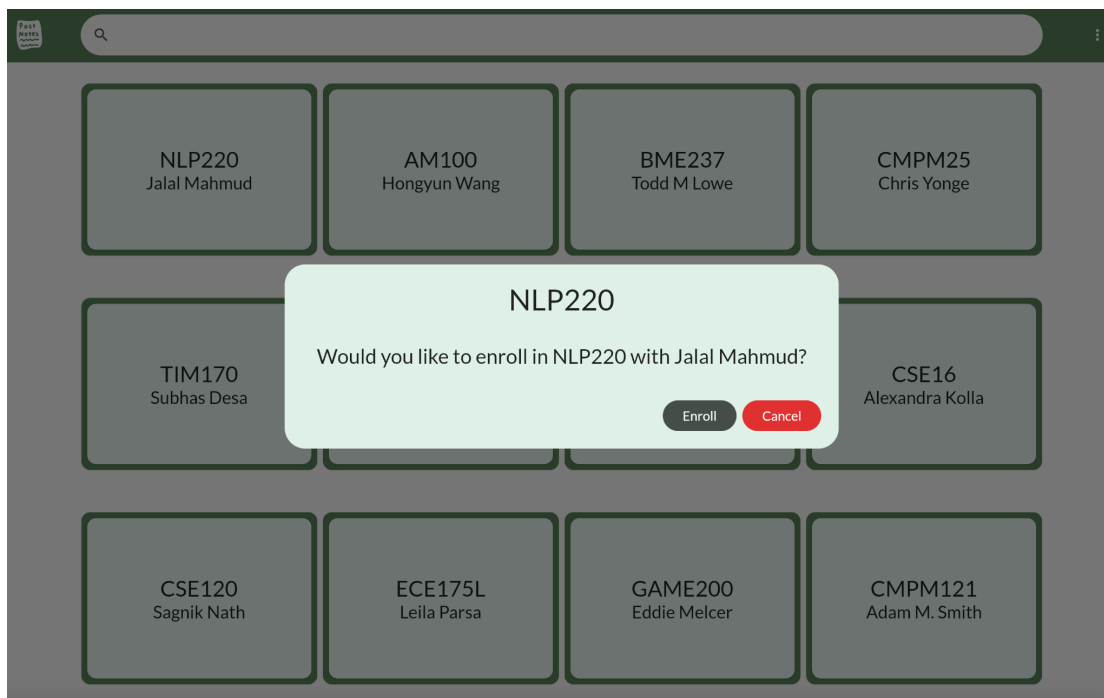 PASS
NOTES
NLP220
Jalal Mahmud
AM100
Hongyun Wang
BME237
Todd M Lowe
CMPM25
Chris Yonge
NLP220
Would you like to enroll in NLP220 with Jalal Mahmud?
Enroll
Cancel
TIM170
Subhas Desa
CSE16
Alexandra Kolla
CSE120
Sagnik Nath
ECE175L
Leila Parsa
GAME200
Eddie Melcer
CMPM121
Adam M. Smith